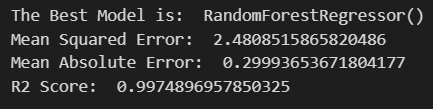 The Best Model is:  RandomForestRegressor()
Mean Squared Error:  2.4808515865820486
Mean Absolute Error:  0.29993653671804177
R2 Score:  0.9974896957850325